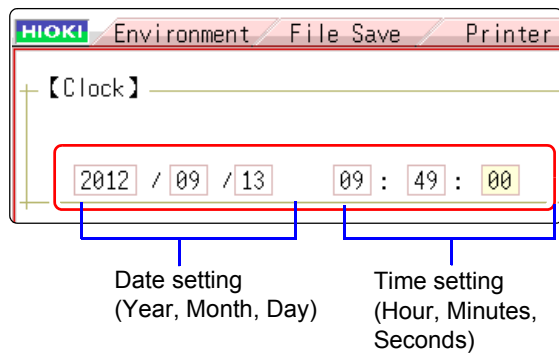 HIOKI Environment File Save Printer
【Clock】
2012 / 09 / 13 09 : 49 : 00
Date setting
(Year, Month, Day)
Time setting
(Hour, Minutes,
Seconds)